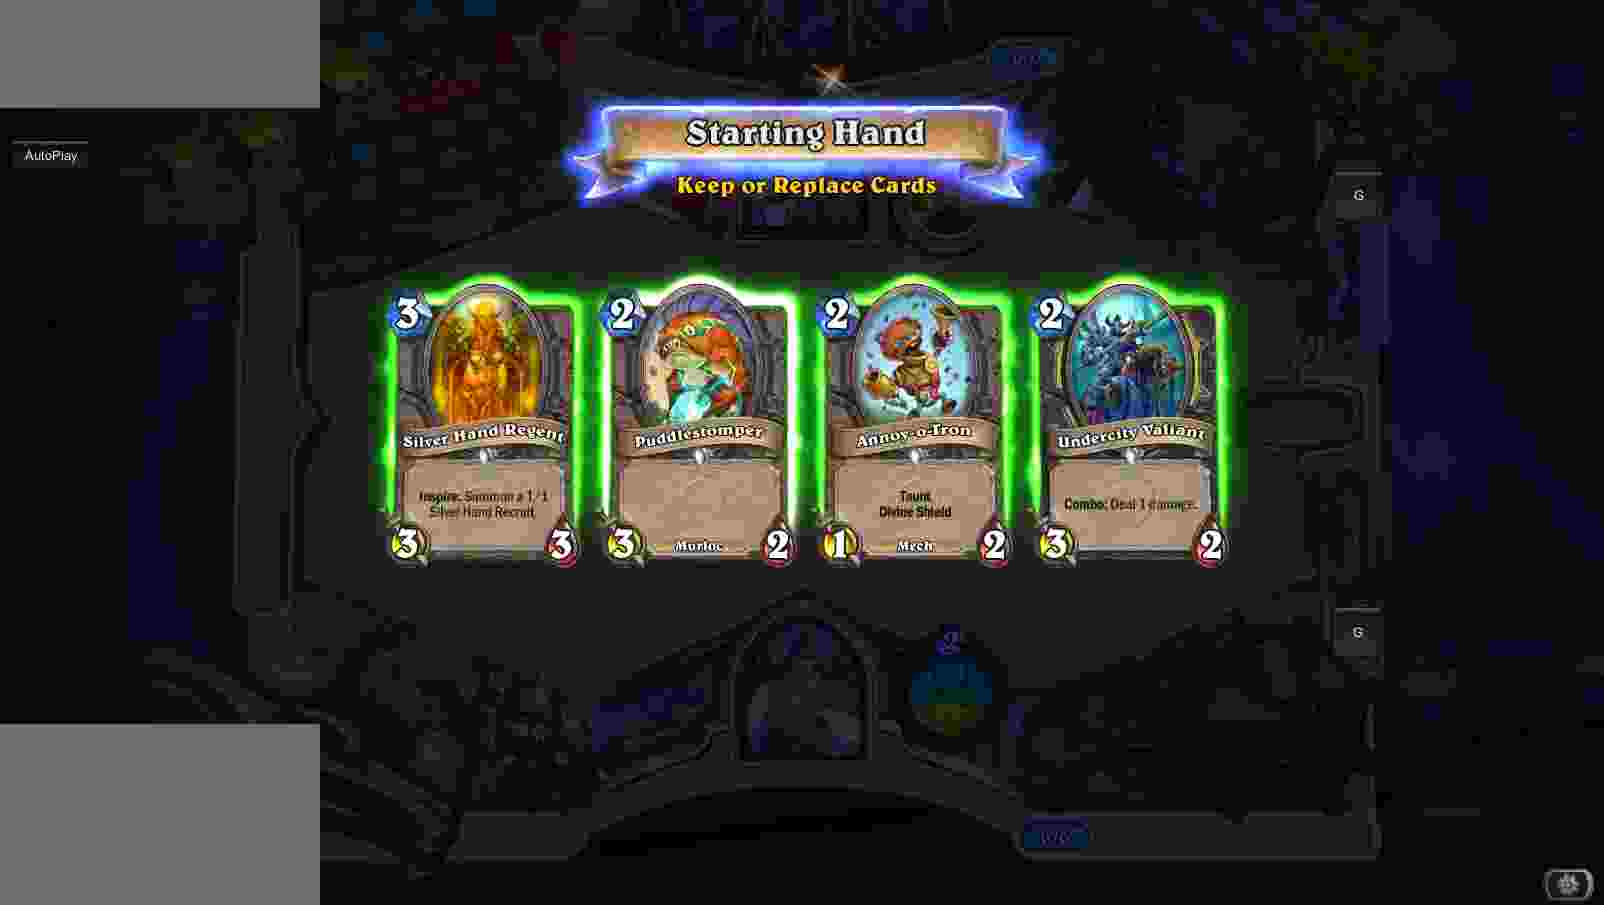 Starting Hand
Keep or Replace Cards
AutoPlay
G
3
2
2
2
Silver Hand Regent
Puddlestomper
Annoy-o-Tron
Undercity Valiant
Inspire: Summon a 1/1
Silver Hand Recruit.
Taunt
Divine Shield
Combo: Deal 1 damage.
3
3
3
Murloc
2
1
Mech
2
3
2
G
2